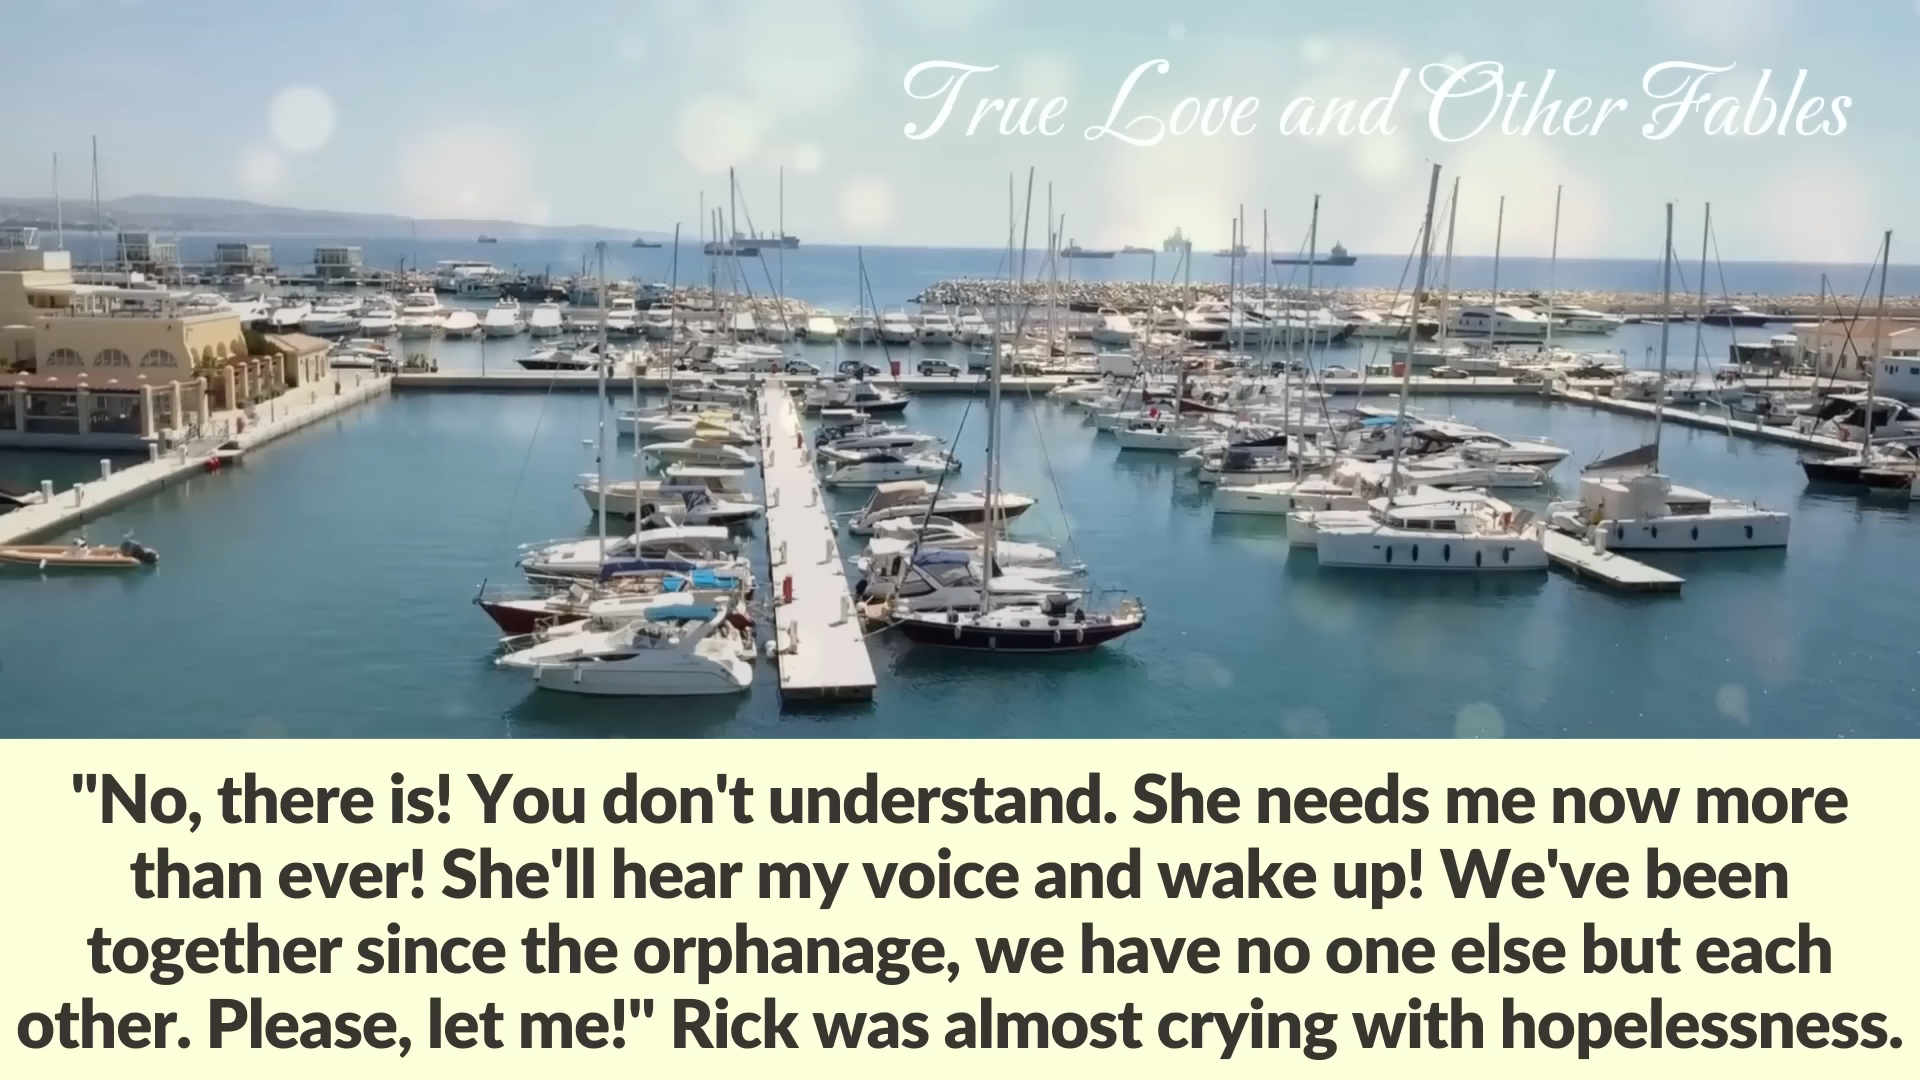 True Love and Other Fables
"No, there is! You don't understand. She needs me now more
than ever! She'll hear my voice and wake up! We've been
together since the orphanage, we have no one else but each
other. Please, let me!" Rick was almost crying with hopelessness.